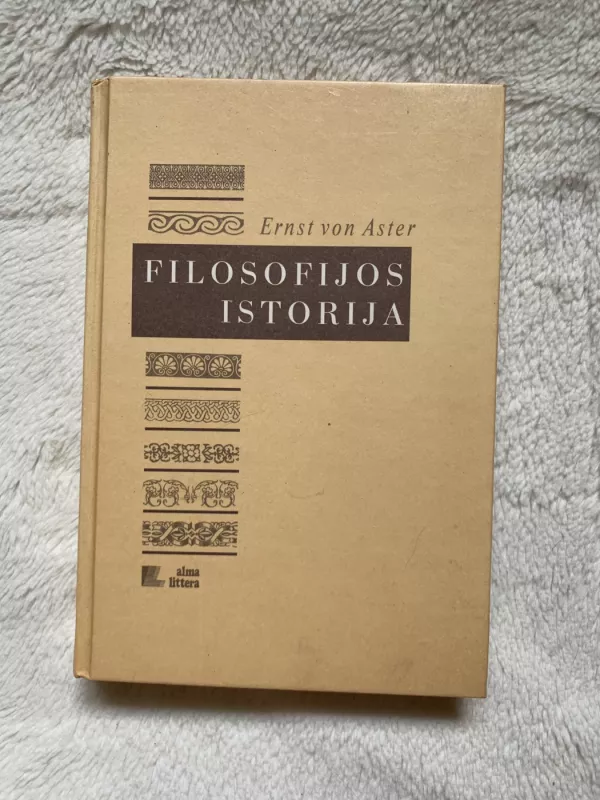 Ernst von Aster
FILOSOFIJOS
ISTORIJA
alma
littera